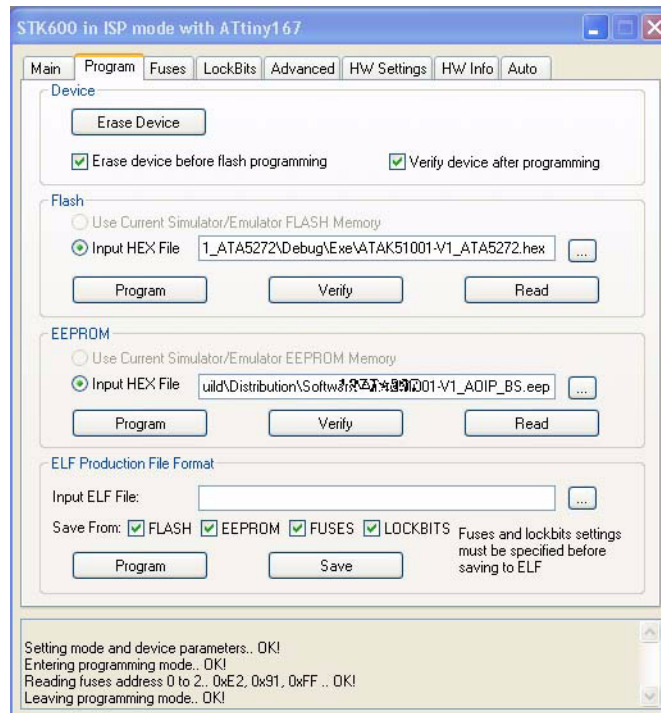 STK600 in ISP mode with ATtiny167
Main Program Fuses LockBits Advanced HW Settings HW Info Auto
Device
Erase Device
Erase device before flash programming Verify device after programming
Flash
Use Current Simulator/Emulator FLASH Memory
Input HEX File 1_ATA5272\Debug\Exe\ATAK51001-V1_ATA5272.hex ...
Program Verify Read
EEPROM
Use Current Simulator/Emulator EEPROM Memory
Input HEX File ...
Program Verify Read
ELF Production File Format
Input ELF File: ...
Save From: FLASH EEPROM FUSES LOCKBITS
Fuses and lockbits settings
must be specified before
saving to ELF
Program Save
Setting mode and device parameters.. OK!
Entering programming mode.. OK!
Reading fuses address 0 to 2.. 0xE2, 0x91, 0xFF .. OK!
Leaving programming mode.. OK!